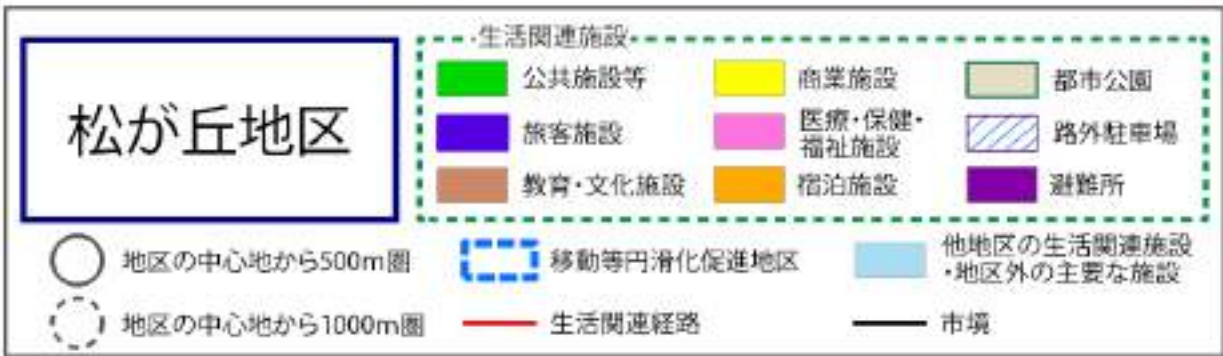 松が丘地区
生活関連施設
公共施設等
商業施設
都市公園
旅客施設
医療・保健・
福祉施設
路外駐車場
教育・文化施設
宿泊施設
避難所
地区の中心地から500m圏
移動等円滑化促進地区
他地区の生活関連施設
・地区外の主要な施設
地区の中心地から1000m圏
生活関連経路
市境